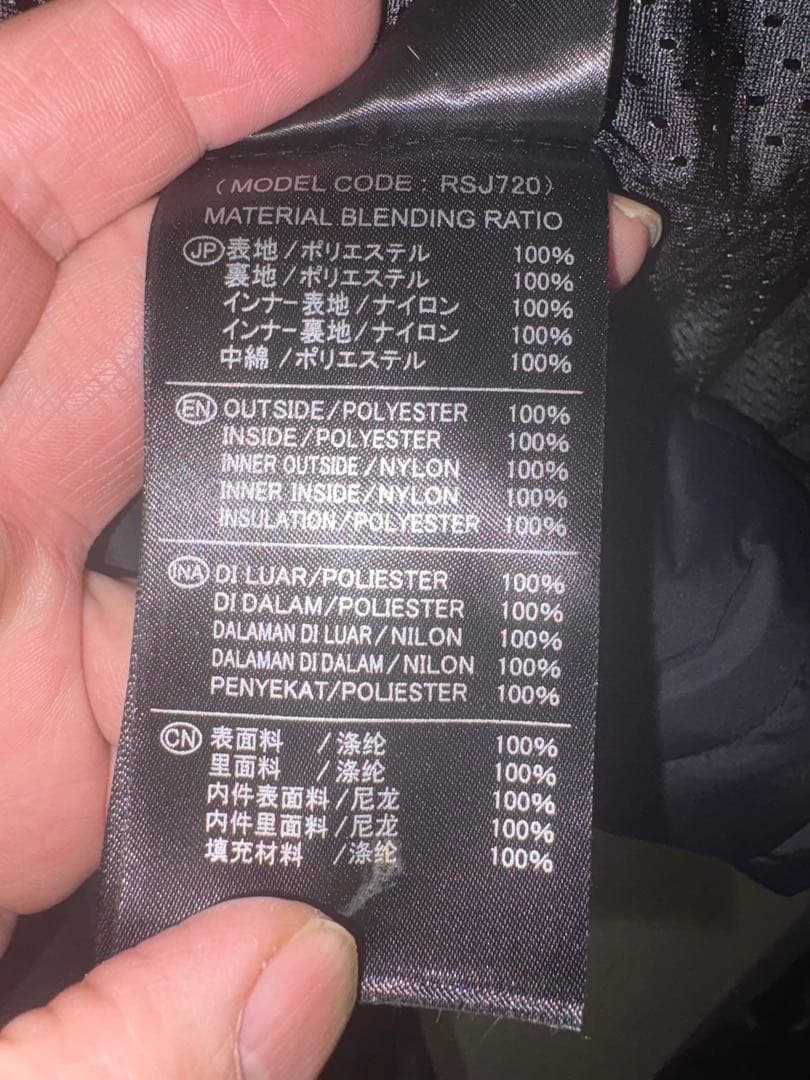 （MODEL CODE : RSJ720）
MATERIAL BLENDING RATIO
JP 表地/ポリエステル 100%
裏地/ポリエステル 100%
インナー表地/ナイロン 100%
インナー裏地/ナイロン 100%
中綿/ポリエステル 100%
EN OUTSIDE/POLYESTER 100%
INSIDE/POLYESTER 100%
INNER OUTSIDE/NYLON 100%
INNER INSIDE/NYLON 100%
INSULATION/POLYESTER 100%
INA DI LUAR/POLIESTER 100%
DI DALAM/POLIESTER 100%
DALAMAN DI LUAR/NILON 100%
DALAMAN DI DALAM/NILON 100%
PENYEKAT/POLIESTER 100%
CN 表面料 /涤纶 100%
里面料 /涤纶 100%
内件表面料/尼龙 100%
内件里面料/尼龙 100%
填充材料 /涤纶 100%